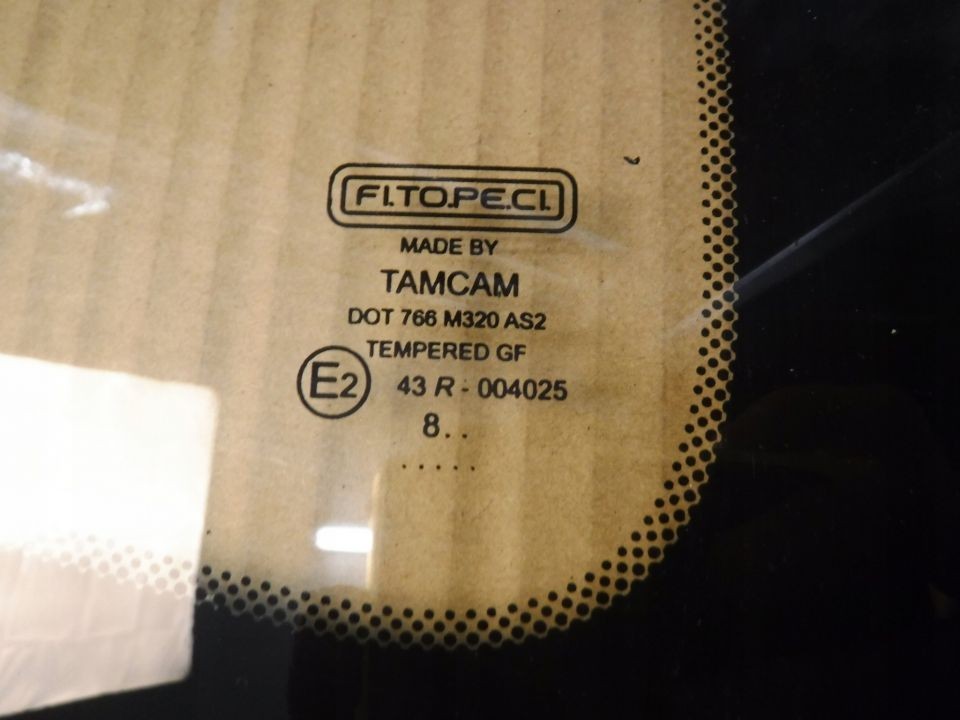 FI.TO.PE.CI.
MADE BY
TAMCAM
DOT 766 M320 AS2
TEMPERED GF
E2 43 R - 004025
8..
.....